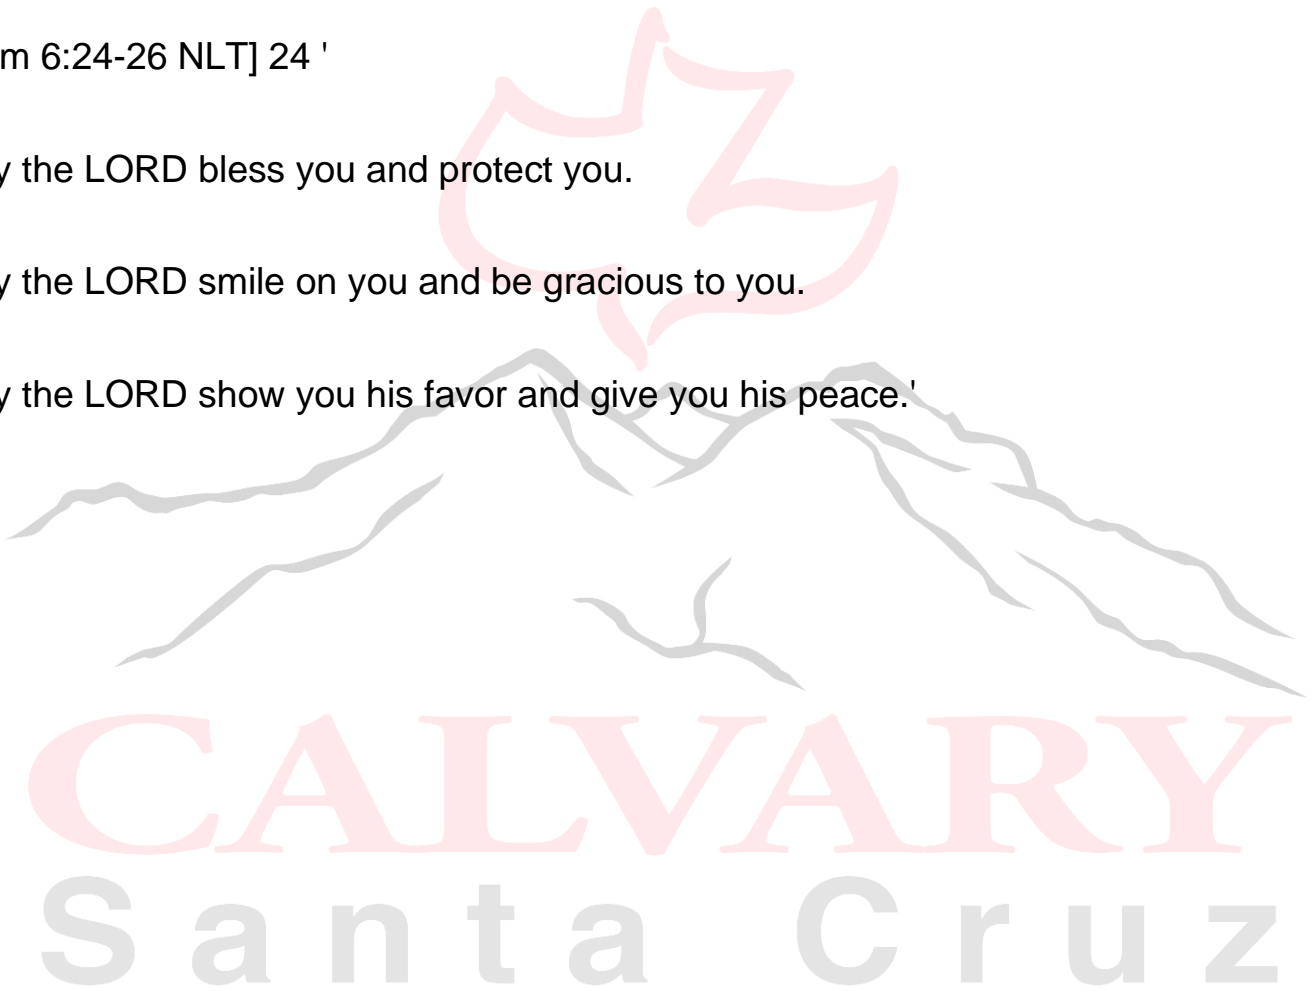 m 6:24-26 NLT] 24 '
y the LORD bless you and protect you.
y the LORD smile on you and be gracious to you.
y the LORD show you his favor and give you his peace.'
CALVARY
Santa Cruz